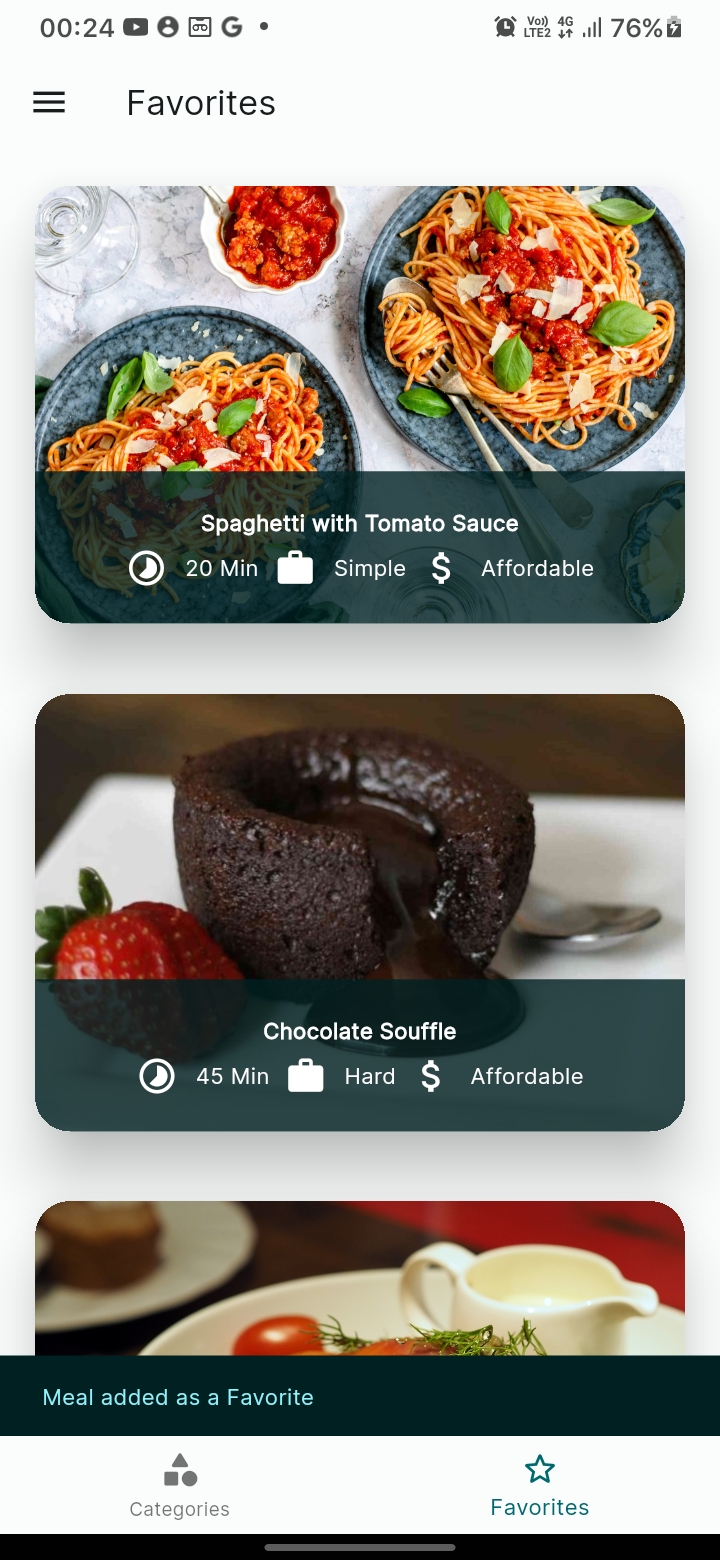 00:24 G Vo)) LTE2 4G 76%
Favorites
Spaghetti with Tomato Sauce
20 Min Simple $ Affordable
Chocolate Souffle
45 Min Hard $ Affordable
Meal added as a Favorite
Categories Favorites